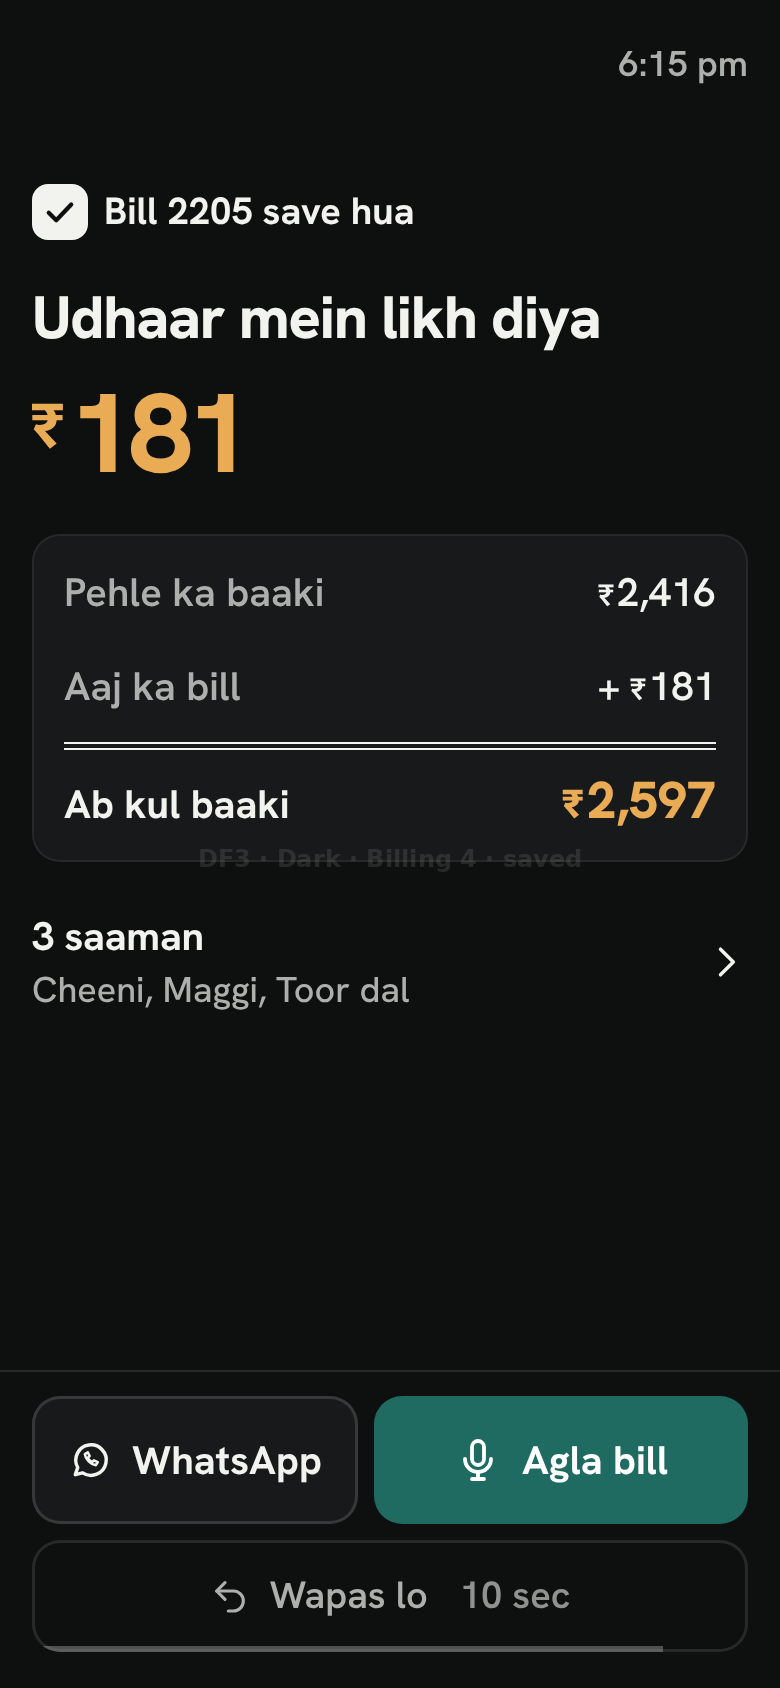 6:15 pm
Bill 2205 save hua
Udhaar mein likh diya
₹181
Pehle ka baaki ₹2,416
Aaj ka bill + ₹181
Ab kul baaki ₹2,597
DF3 · Dark · Billing 4 · saved
3 saaman
Cheeni, Maggi, Toor dal
WhatsApp Agla bill
Wapas lo 10 sec